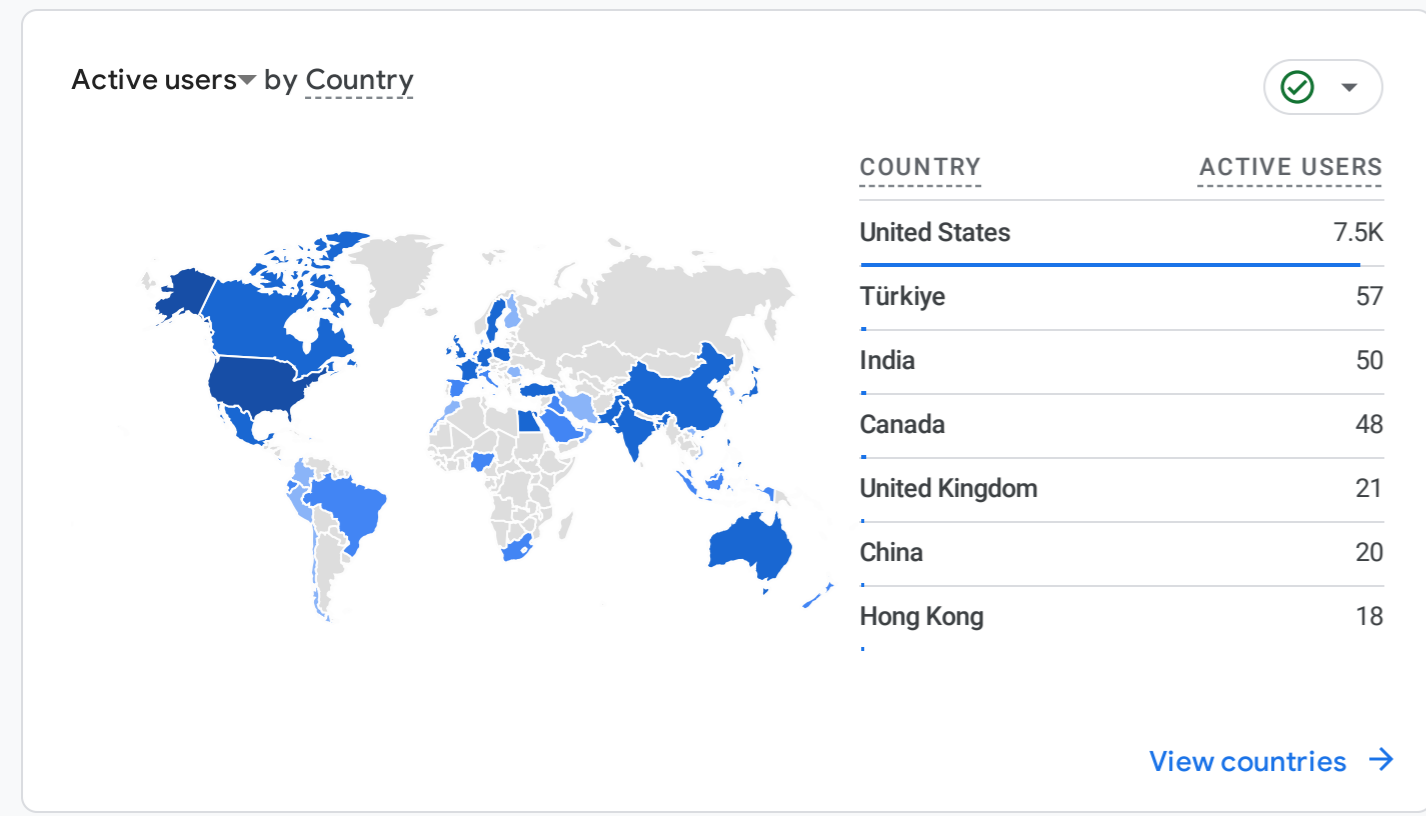 Active users by Country
COUNTRY ACTIVE USERS
United States 7.5K
Türkiye 57
India 50
Canada 48
United Kingdom 21
China 20
Hong Kong 18
View countries